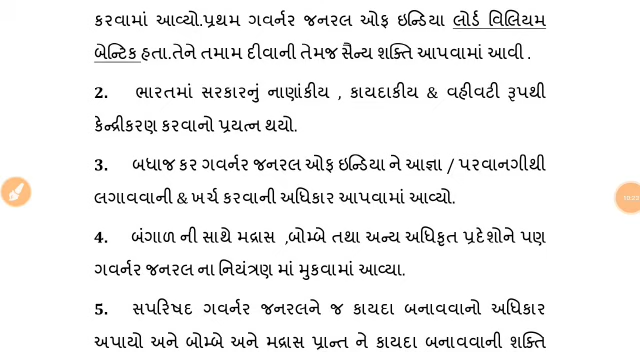 કરવામાં આવ્યો.પ્રથમ ગવર્નર જનરલ ઓફ ઇન્ડિયા લોર્ડ વિલિયમ
બેન્ટિક હતા.તેને તમામ દીવાની તેમજ સૈન્ય શક્તિ આપવામાં આવી .
2. ભારતમાં સરકારનું નાણાંકીય , કાયદાકીય & વહીવટી રૂપથી
કેન્દ્રીકરણ કરવાનો પ્રયત્ન થયો.
3. બધાજ કર ગવર્નર જનરલ ઓફ ઇન્ડિયા ને આજ્ઞા / પરવાનગીથી
લગાવવાની & ખર્ચ કરવાની અધિકાર આપવામાં આવ્યો.
4. બંગાળ ની સાથે મદ્રાસ ,બોમ્બે તથા અન્ય અધિકૃત પ્રદેશોને પણ
ગવર્નર જનરલ ના નિયંત્રણ માં મુકવામાં આવ્યા.
5. સપરિષદ ગવર્નર જનરલને જ કાયદા બનાવવાનો અધિકાર
અપાયો અને બોમ્બે અને મદ્રાસ પ્રાન્ત ને કાયદા બનાવવાની શક્તિ